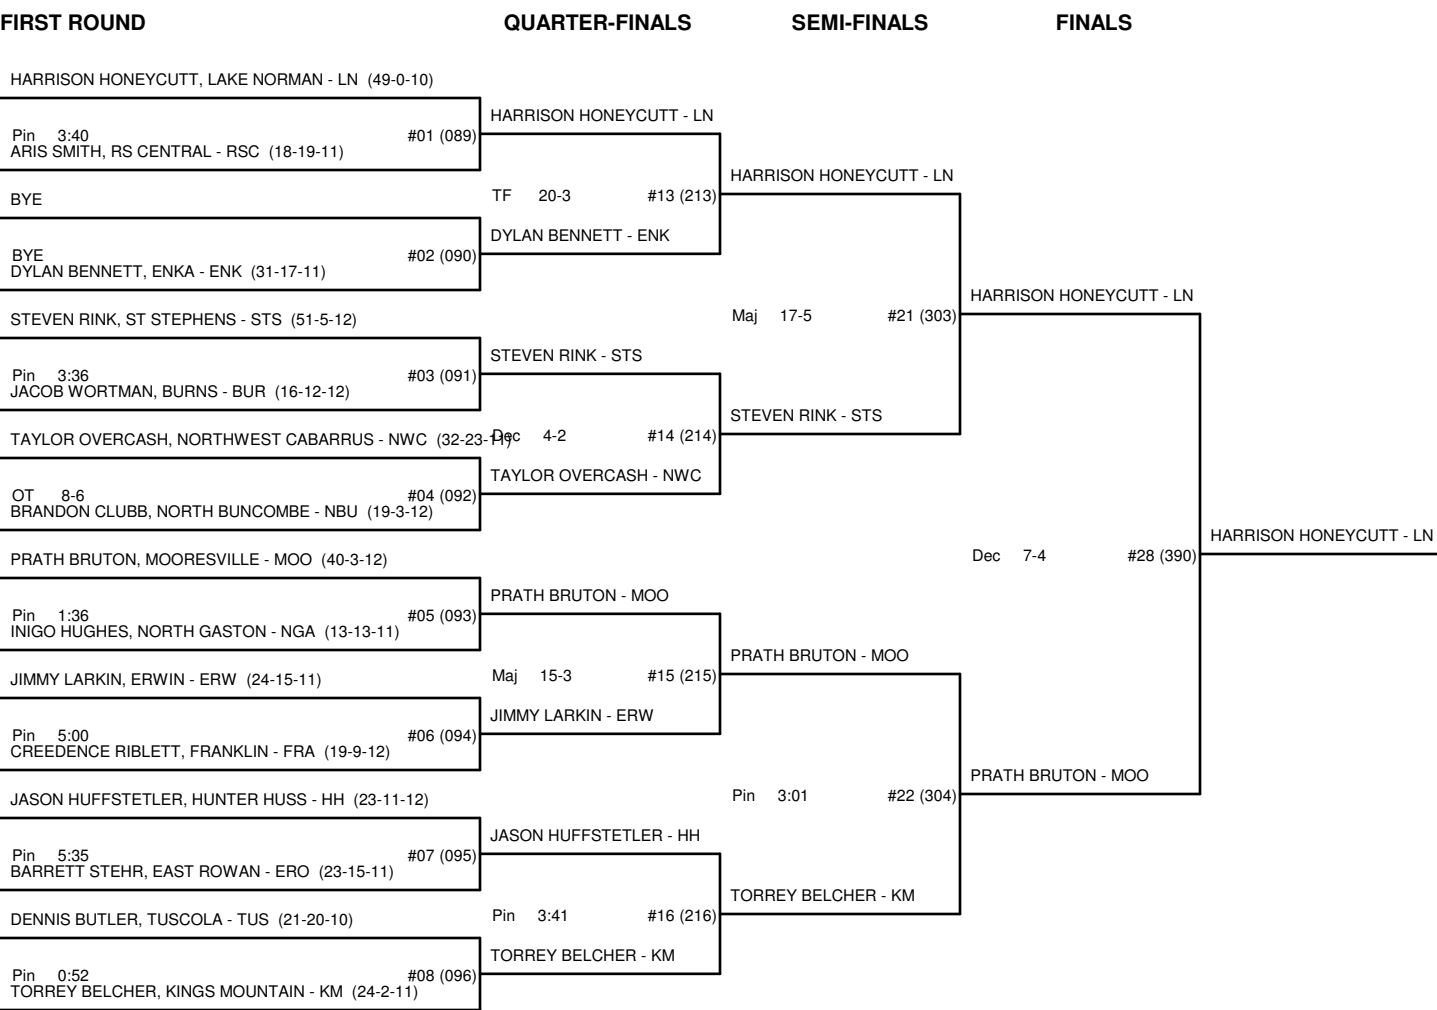 FIRST ROUND QUARTER-FINALS SEMI-FINALS FINALS
HARRISON HONEYCUTT, LAKE NORMAN - LN (49-0-10)
HARRISON HONEYCUTT - LN
Pin 3:40 #01 (089)
ARIS SMITH, RS CENTRAL - RSC (18-19-11)
HARRISON HONEYCUTT - LN
BYE
TF 20-3 #13 (213)
DYLAN BENNETT - ENK
BYE #02 (090)
DYLAN BENNETT, ENKA - ENK (31-17-11)
HARRISON HONEYCUTT - LN
STEVEN RINK, ST STEPHENS - STS (51-5-12)
Maj 17-5 #21 (303)
STEVEN RINK - STS
Pin 3:36 #03 (091)
JACOB WORTMAN, BURNS - BUR (16-12-12)
STEVEN RINK - STS
TAYLOR OVERCASH, NORTHWEST CABARRUS - NWC (32-23-11)
Dec 4-2 #14 (214)
TAYLOR OVERCASH - NWC
OT 8-6 #04 (092)
BRANDON CLUBB, NORTH BUNCOMBE - NBU (19-3-12)
HARRISON HONEYCUTT - LN
PRATH BRUTON, MOORESVILLE - MOO (40-3-12)
Dec 7-4 #28 (390)
PRATH BRUTON - MOO
Pin 1:36 #05 (093)
INIGO HUGHES, NORTH GASTON - NGA (13-13-11)
PRATH BRUTON - MOO
JIMMY LARKIN, ERWIN - ERW (24-15-11)
Maj 15-3 #15 (215)
JIMMY LARKIN - ERW
Pin 5:00 #06 (094)
CREEDENCE RIBLETT, FRANKLIN - FRA (19-9-12)
PRATH BRUTON - MOO
JASON HUFFSTETLER, HUNTER HUSS - HH (23-11-12)
Pin 3:01 #22 (304)
JASON HUFFSTETLER - HH
Pin 5:35 #07 (095)
BARRETT STEHR, EAST ROWAN - ERO (23-15-11)
TORREY BELCHER - KM
DENNIS BUTLER, TUSCOLA - TUS (21-20-10)
Pin 3:41 #16 (216)
TORREY BELCHER - KM
Pin 0:52 #08 (096)
TORREY BELCHER, KINGS MOUNTAIN - KM (24-2-11)